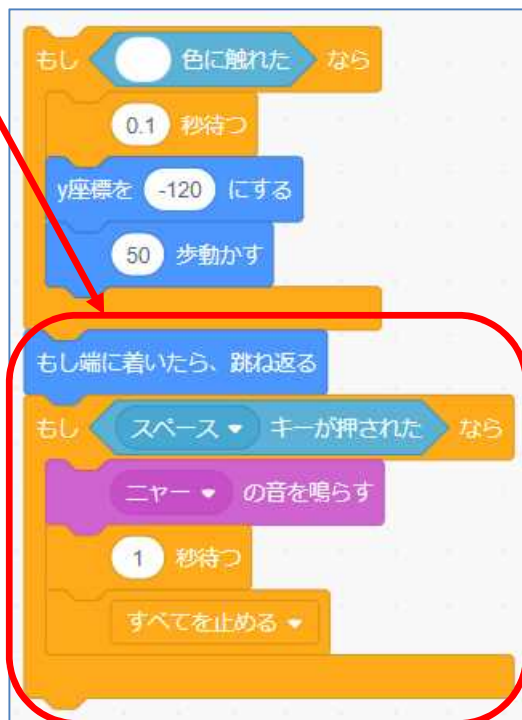 もし 色に触れた なら
0.1 秒待つ
y座標を -120 にする
50 歩動かす
もし端に着いたら、跳ね返る
もし スペース キーが押された なら
ニャー の音を鳴らす
1 秒待つ
すべてを止める